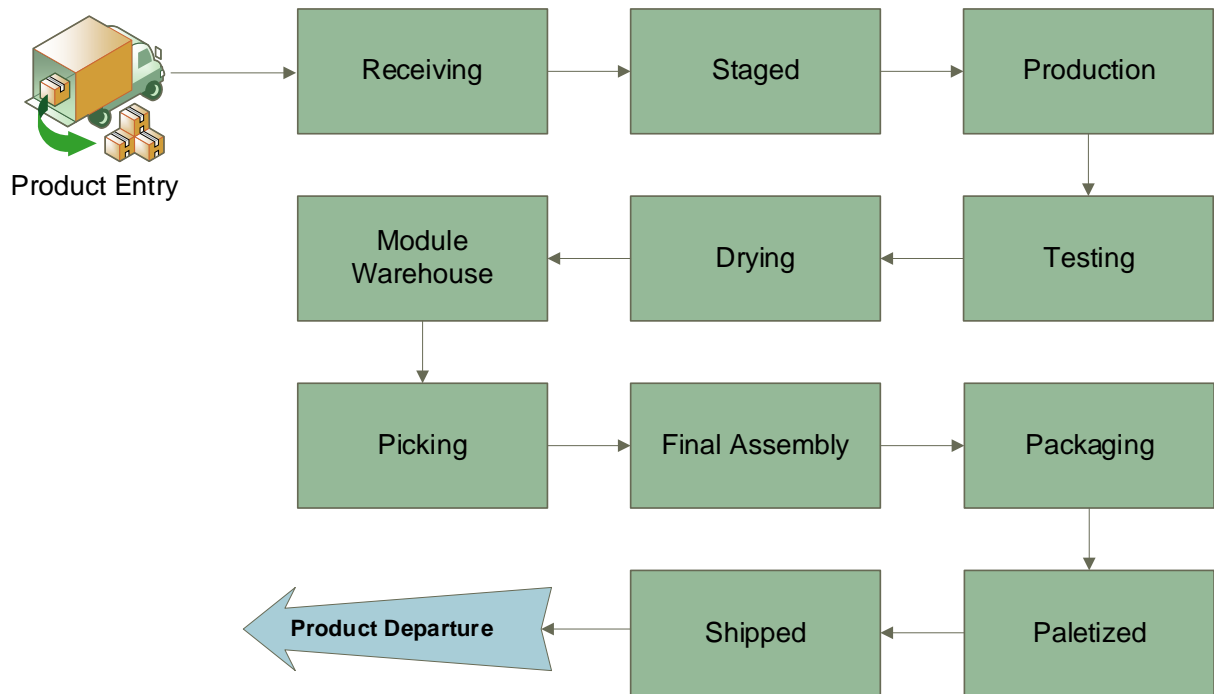 Product Entry
Receiving
Staged
Production
Testing
Drying
Module
Warehouse
Picking
Final Assembly
Packaging
Paletized
Shipped
Product Departure